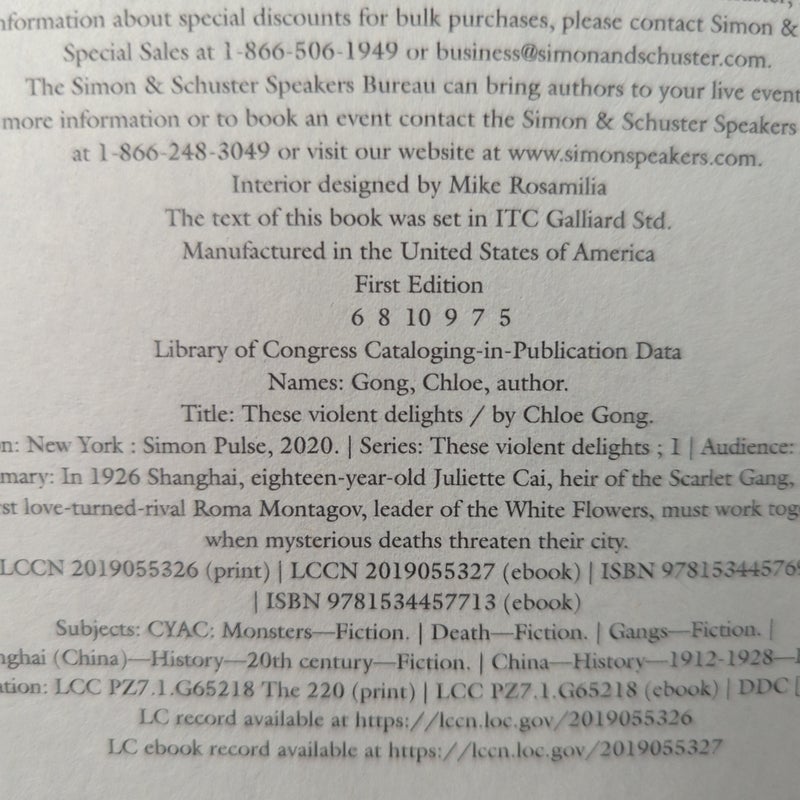 information about special discounts for bulk purchases, please contact Simon &
Special Sales at 1-866-506-1949 or business@simonandschuster.com.
The Simon & Schuster Speakers Bureau can bring authors to your live event
more information or to book an event contact the Simon & Schuster Speakers
at 1-866-248-3049 or visit our website at www.simonspeakers.com.
Interior designed by Mike Rosamilia
The text of this book was set in ITC Galliard Std.
Manufactured in the United States of America
First Edition
6 8 10 9 7 5
Library of Congress Cataloging-in-Publication Data
Names: Gong, Chloe, author.
Title: These violent delights / by Chloe Gong.
New York : Simon Pulse, 2020. | Series: These violent delights ; 1 | Audience:
In 1926 Shanghai, eighteen-year-old Juliette Cai, heir of the Scarlet Gang,
love-turned-rival Roma Montagov, leader of the White Flowers, must work
when mysterious deaths threaten their city.
LCCN 2019055326 (print) | LCCN 2019055327 (ebook) | ISBN
| ISBN 9781534457713 (ebook)
Subjects: CYAC: Monsters—Fiction. | Death—Fiction. | Gangs—Fiction. |
(China)—History—20th century—Fiction. | China—History—1912-1928—
LCC PZ7.1.G65218 The 220 (print) | LCC PZ7.1.G65218 (ebook) | DDC
LC record available at https://lccn.loc.gov/2019055326
LC ebook record available at https://lccn.loc.gov/2019055327